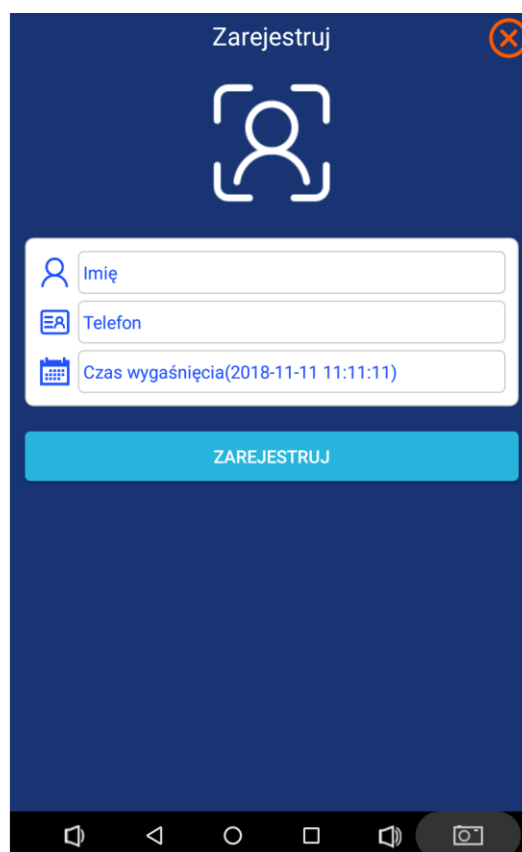 Zarejestruj
Imię
Telefon
Czas wygaśnięcia(2018-11-11 11:11:11)
ZAREJESTRUJ